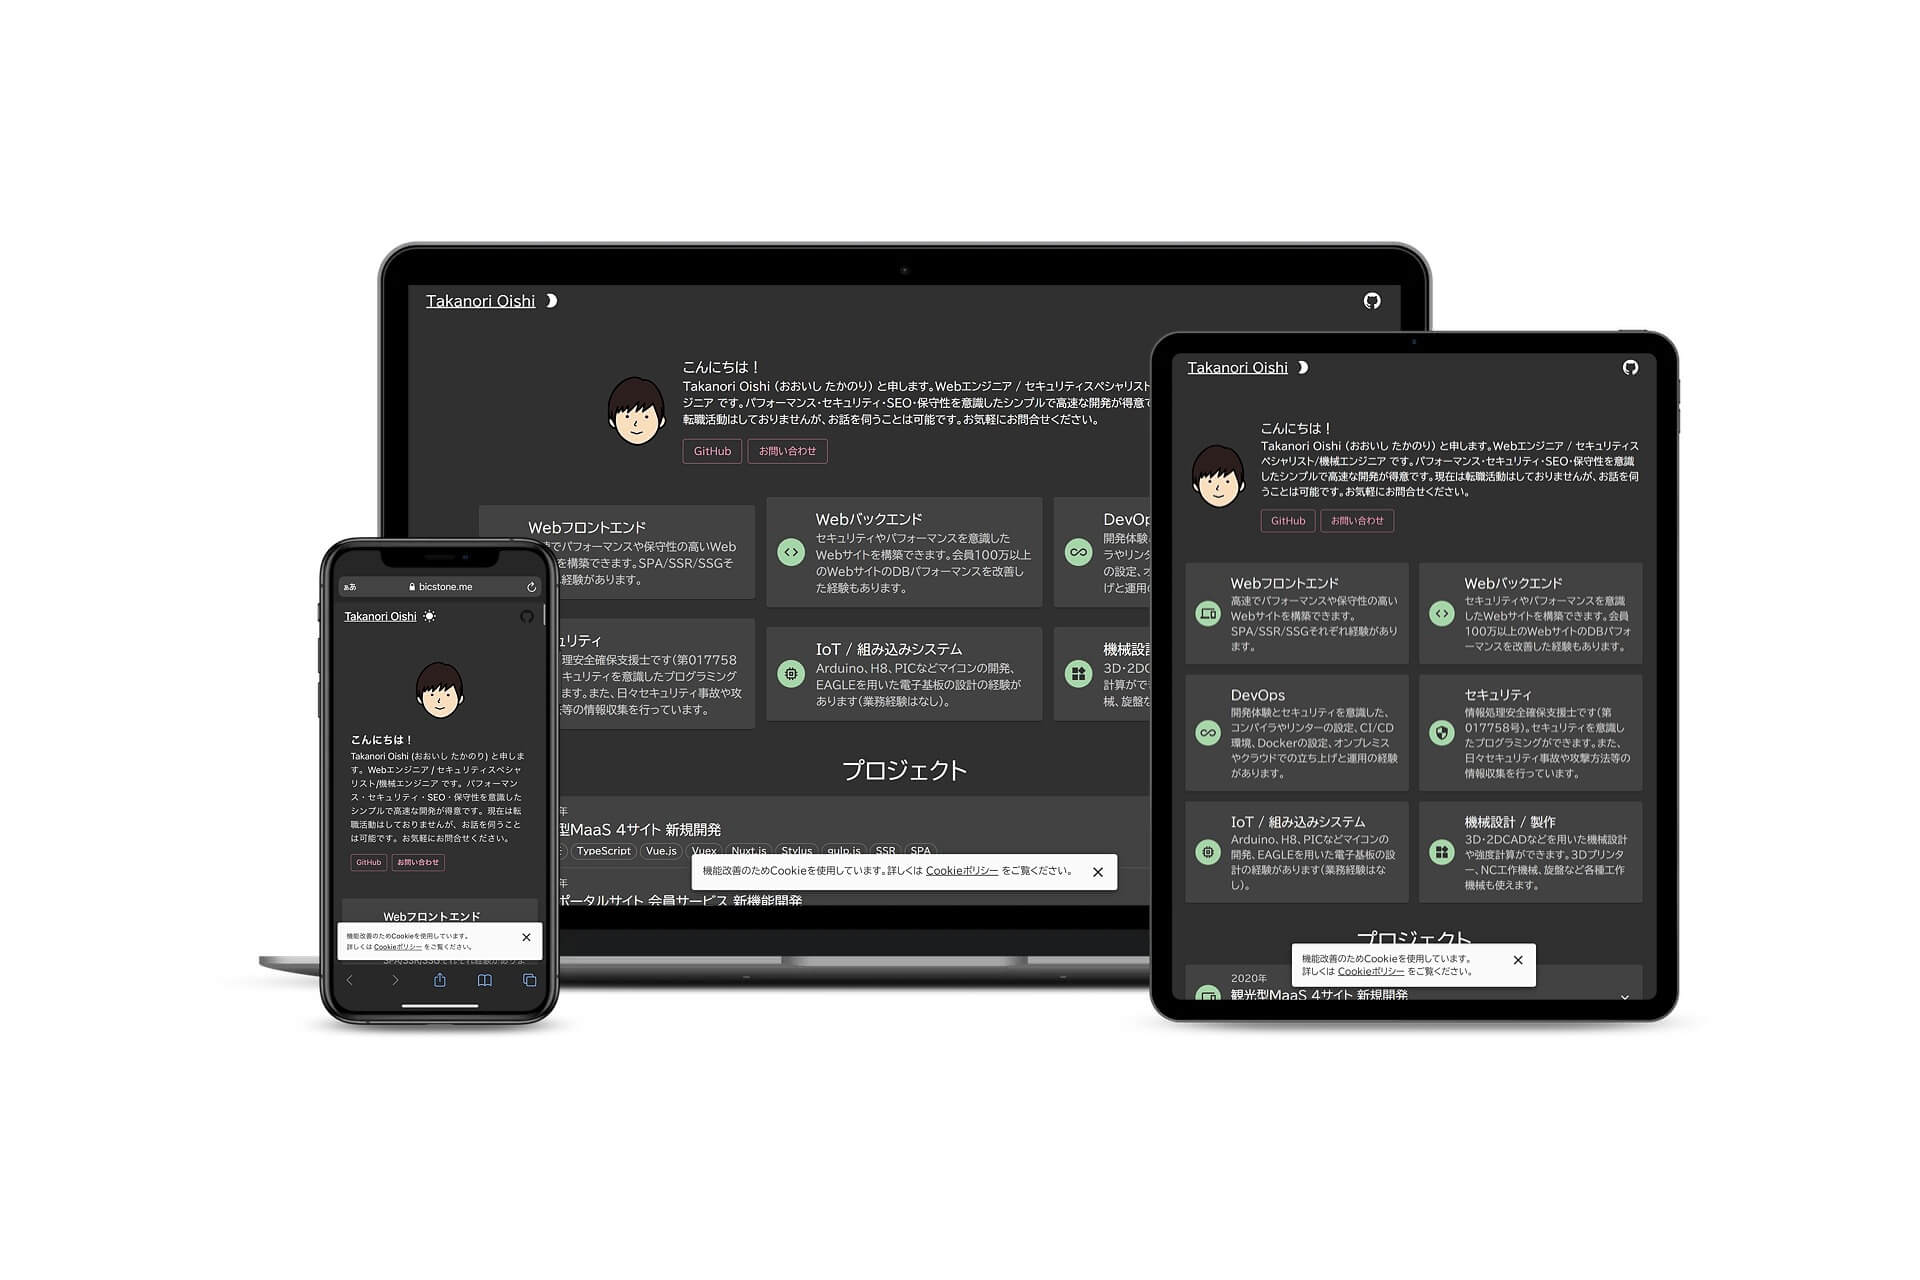 Takanori Oishi
こんにちは！
Takanori Oishi （おおいし たかのり） と申します。Webエンジニア / セキュリティスペシャリスト
ジニア です。パフォーマンス・セキュリティ・SEO・保守性を意識したシンプルで高速な開発が得意で
転職活動はしておりませんが、お話を伺うことは可能です。お気軽にお問合せください。
GitHub お問い合わせ
Webフロントエンド
速でパフォーマンスや保守性の高いWeb
を構築できます。SPA/SSR/SSGそ
経験があります。
Webバックエンド
セキュリティやパフォーマンスを意識した
Webサイトを構築できます。会員100万以上
のWebサイトのDBパフォーマンスを改善し
た経験もあります。
DevOp
開発体験
ラやリンタ
の設定、オ
げと運用の
ュリティ
理安全確保支援士です（第017758
キュリティを意識したプログラミング
ます。また、日々セキュリティ事故や攻
等の情報収集を行っています。
IoT / 組み込みシステム
Arduino、H8、PICなどマイコンの開発、
EAGLEを用いた電子基板の設計の経験が
あります（業務経験はなし）。
機械設
3D・2DC
計算がで
械、旋盤な
プロジェクト
年
型MaaS 4サイト 新規開発
TypeScript Vue.js Vuex Nuxt.js Stylus gulp.js SSR SPA
年
ポータルサイト 会員サービス 新機能開発
機能改善のためCookieを使用しています。詳しくは Cookieポリシー をご覧ください。
ぁあ bicstone.me
Takanori Oishi
こんにちは！
Takanori Oishi (おおいし たかのり) と申しま
す。Webエンジニア / セキュリティスペシャ
リスト/機械エンジニア です。パフォーマン
ス・セキュリティ・SEO・保守性を意識した
シンプルで高速な開発が得意です。現在は転
職活動はしておりませんが、お話を伺うこと
は可能です。お気軽にお問合せください。
GitHub お問い合わせ
Webフロントエンド
機能改善のためCookieを使用しています。
詳しくは Cookieポリシー をご覧ください。
Takanori Oishi
こんにちは！
Takanori Oishi （おおいし たかのり） と申します。Webエンジニア / セキュリティス
ペシャリスト/機械エンジニア です。パフォーマンス・セキュリティ・SEO・保守性を意識
したシンプルで高速な開発が得意です。現在は転職活動はしておりませんが、お話を伺
うことは可能です。お気軽にお問合せください。
GitHub お問い合わせ
Webフロントエンド
高速でパフォーマンスや保守性の高い
Webサイトを構築できます。
SPA/SSR/SSGそれぞれ経験があり
ます。
Webバックエンド
セキュリティやパフォーマンスを意識
したWebサイトを構築できます。会員
100万以上のWebサイトのDBパフォ
ーマンスを改善した経験もあります。
DevOps
開発体験とセキュリティを意識した、
コンパイラやリンターの設定、CI/CD
環境、Dockerの設定、オンプレミス
やクラウドでの立ち上げと運用の経験
があります。
セキュリティ
情報処理安全確保支援士です（第
017758号）。セキュリティを意識し
たプログラミングができます。また、
日々セキュリティ事故や攻撃方法等の
情報収集を行っています。
IoT / 組み込みシステム
Arduino、H8、PICなどマイコンの
開発、EAGLEを用いた電子基板の設
計の経験があります（業務経験はな
し）。
機械設計 / 製作
3D・2DCADなどを用いた機械設計
や強度計算ができます。3Dプリンタ
ー、NC工作機械、旋盤など各種工作
機械も使えます。
プロジェクト
2020年
観光型MaaS 4サイト 新規開発
機能改善のためCookieを使用しています。
詳しくは Cookieポリシー をご覧ください。